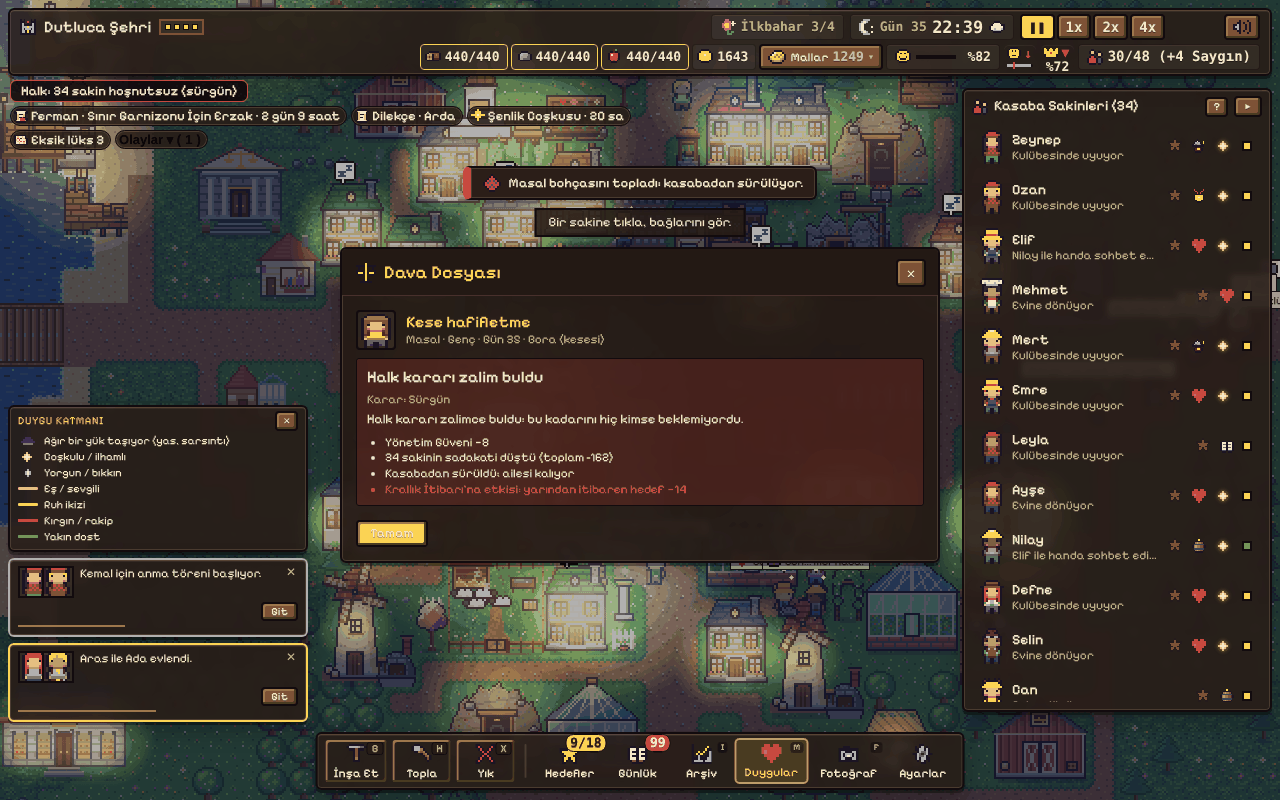 Dutluca Şehri
İlkbahar 3/4
Gün 35 22:39
1x
2x
4x
440/440
440/440
440/440
1643
Mallar 1249
%82
%72
30/48 (+4 Saygın)
Halk: 34 sakin hoşnutsuz (sürgün)
Ferman · Sınır Garnizonu İçin Erzak · 2 gün 9 saat
Dilekçe · Arda
Şenlik Coşkusu · 20 sa
Eksik lüks 3
Olaylar ▾ ( 1 )
Masal bohçasını topladı: kasabadan sürülüyor.
Bir sakine tıkla, bağlarını gör.
Dava Dosyası
Kese hafifletme
Masal · Genç · Gün 35 · Bora (kesesi)
Halk kararı zalim buldu
Karar: Sürgün
Halk kararı zalimce buldu: bu kadarını hiç kimse beklemiyordu.
• Yönetim Güveni -8
• 34 sakinin sadakati düştü (toplam -163)
• Kasabadan sürüldü: ailesi kalıyor
• Krallık İtibarı'na etkisi: yarından itibaren hedef -14
Tamam
DUYGU KATMANI
Ağır bir yük taşıyor (yas, sarsıntı)
Coşkulu / ilhamlı
Yorgun / bıkkın
Eş / sevgili
Ruh ikizi
Kırgın / rakip
Yakın dost
Kemal için anma töreni başlıyor.
Git
Aras ile Ada evlendi.
Git
Kasaba Sakinleri (34)
?
Zeynep
Kulübesinde uyuyor
Ozan
Kulübesinde uyuyor
Elif
Nilay ile handa sohbet e...
Mehmet
Evine dönüyor
Mert
Kulübesinde uyuyor
Emre
Kulübesinde uyuyor
Leyla
Kulübesinde uyuyor
Ayşe
Evine dönüyor
Nilay
Elif ile handa sohbet edi...
Defne
Kulübesinde uyuyor
Selin
Evine dönüyor
Can
B
İnşa Et
H
Topla
X
Yık
9/18
Hedefler
99
Günlük
I
Arşiv
M
Duygular
F
Fotoğraf
Ayarlar